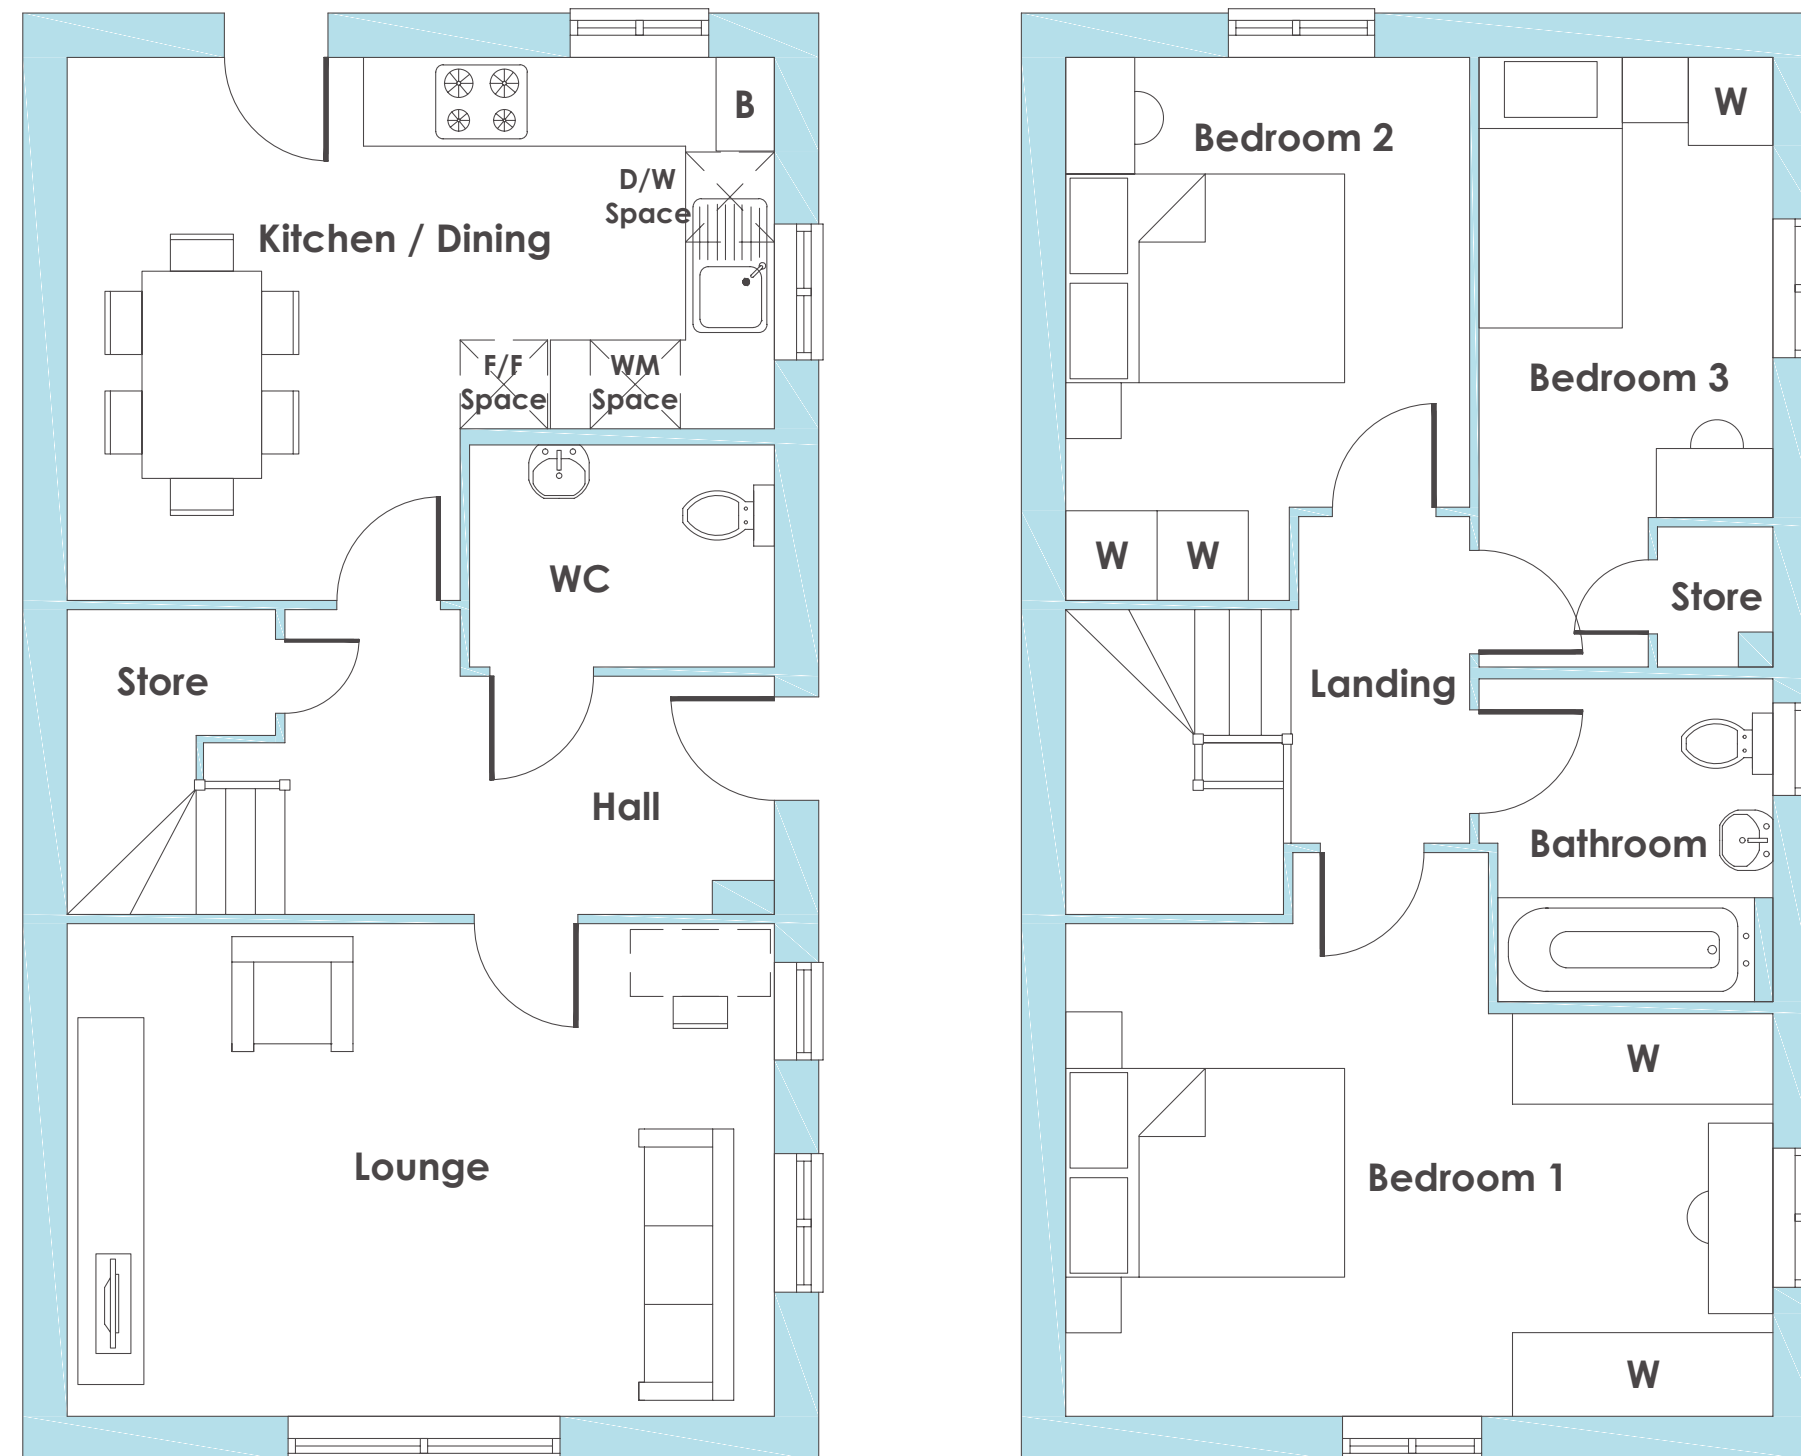 B
D/W
Space
Kitchen / Dining
F/F
Space
WM
Space
WC
Store
Hall
Lounge
Bedroom 2
W
Bedroom 3
W
W
Store
Landing
Bathroom
W
Bedroom 1
W